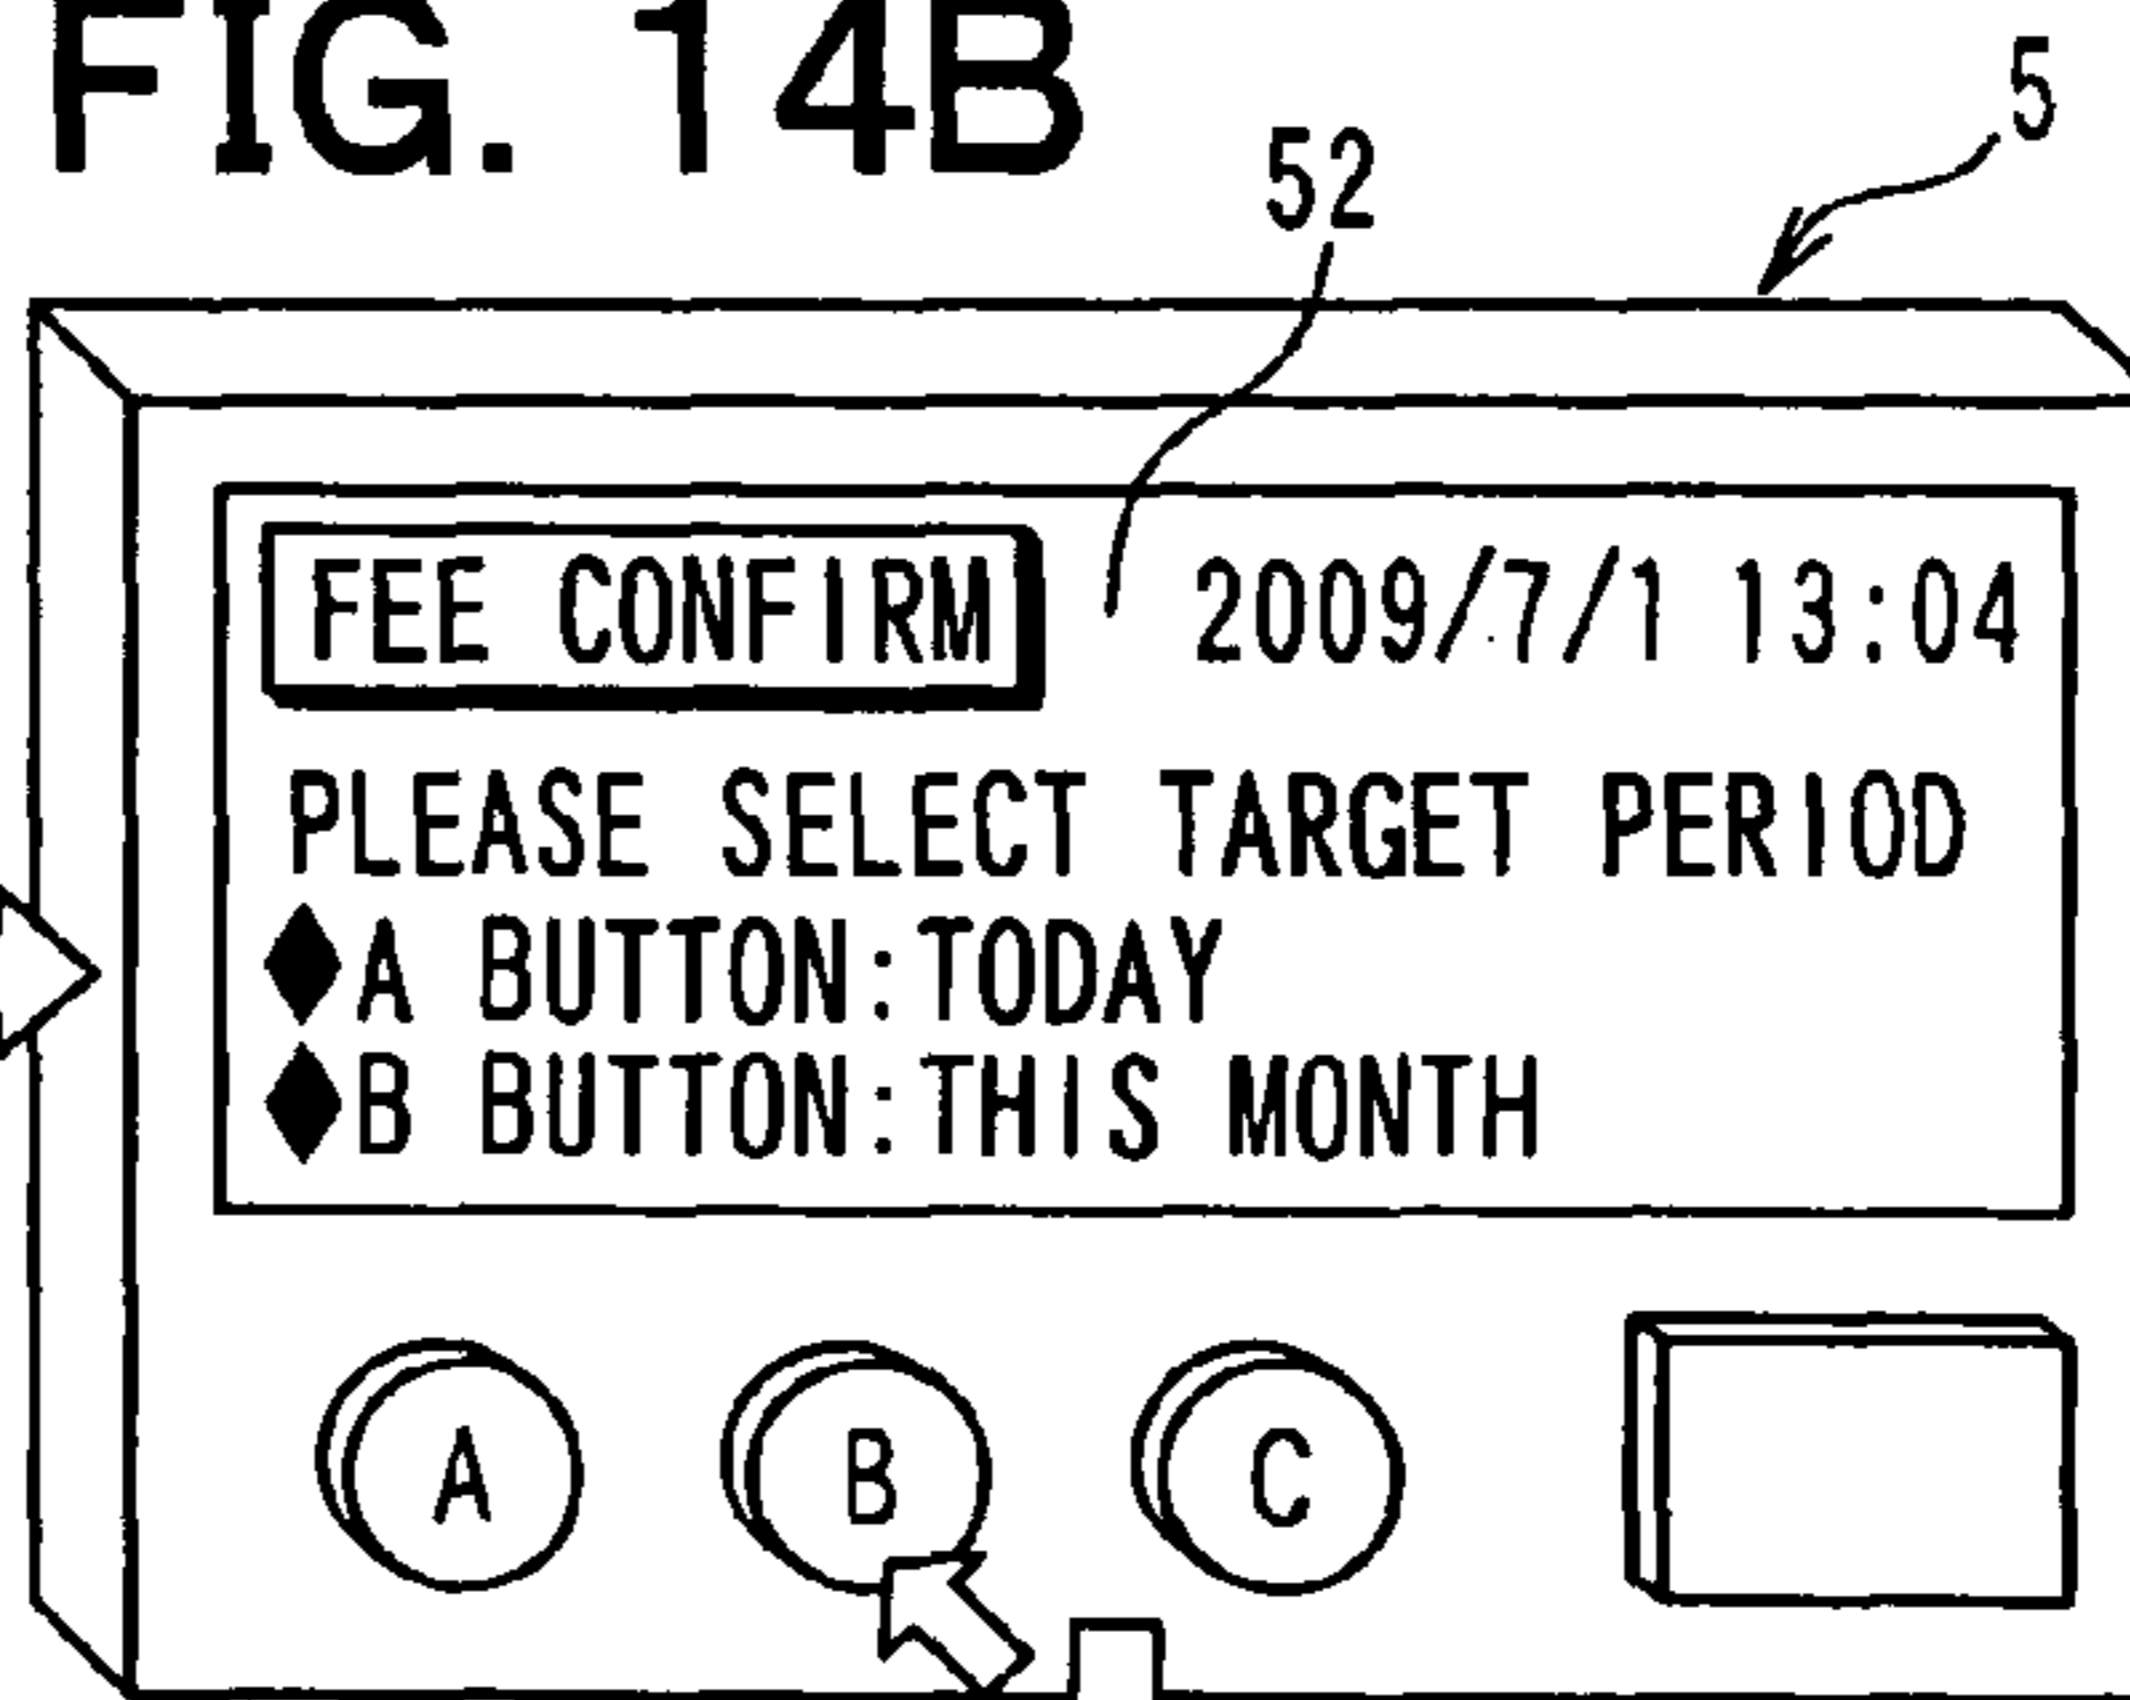 FIG. 14B
5
52
FEE CONFIRM 2009/7/1 13:04
PLEASE SELECT TARGET PERIOD
♦A BUTTON:TODAY
♦B BUTTON:THIS MONTH
A B C